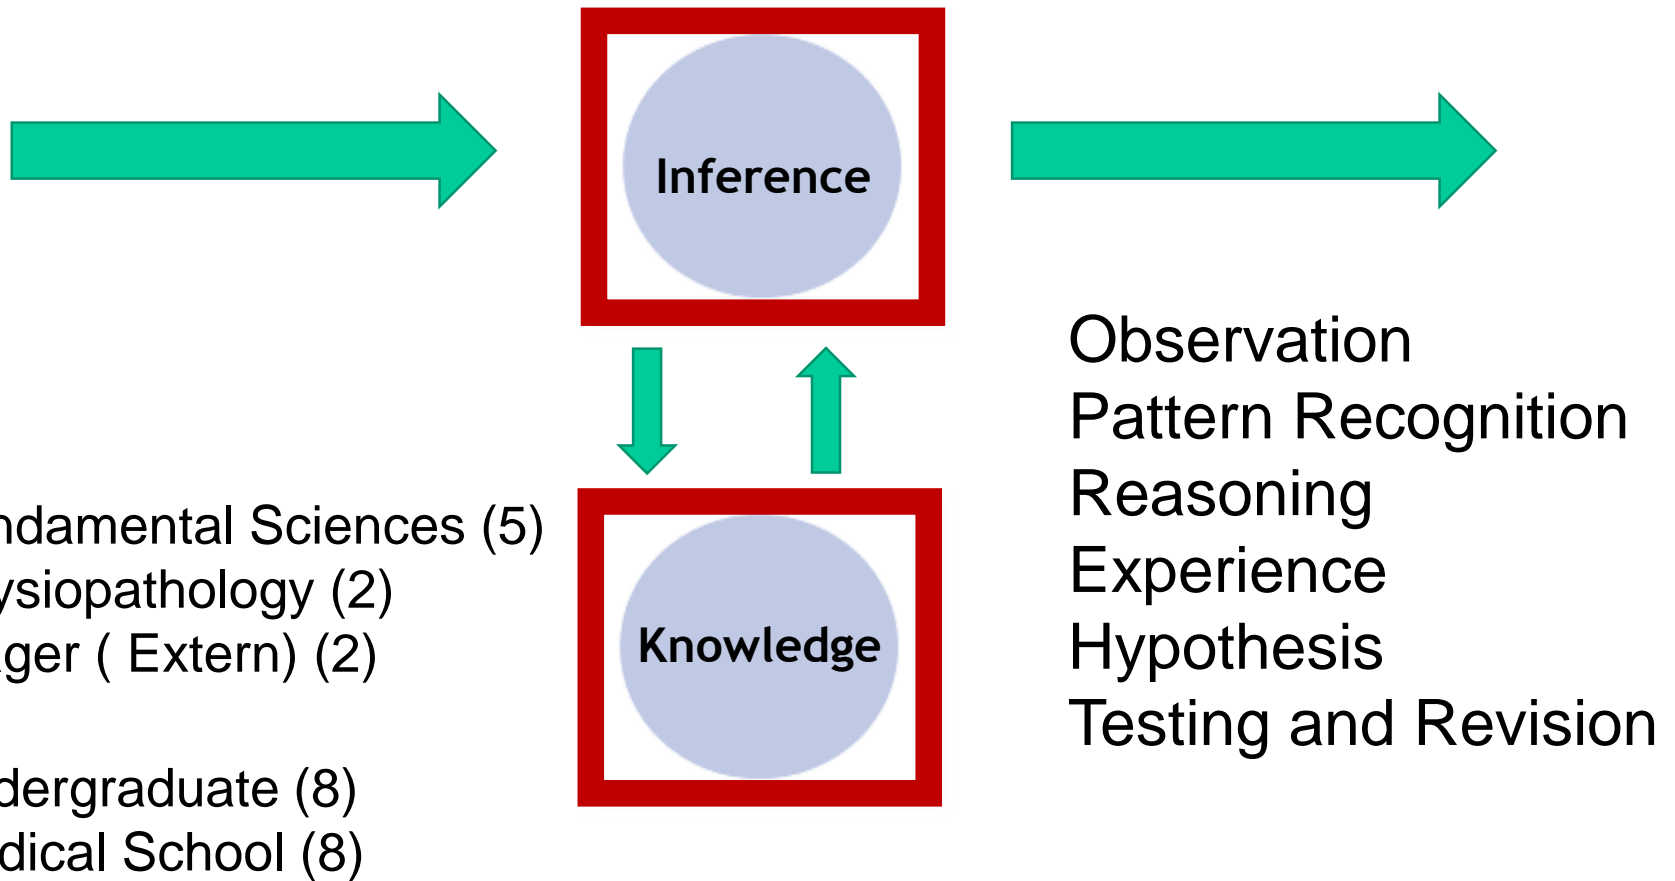 Inference
Knowledge
ndamental Sciences (5)
ysiopathology (2)
ger ( Extern) (2)
dergraduate (8)
dical School (8)
Observation
Pattern Recognition
Reasoning
Experience
Hypothesis
Testing and Revision